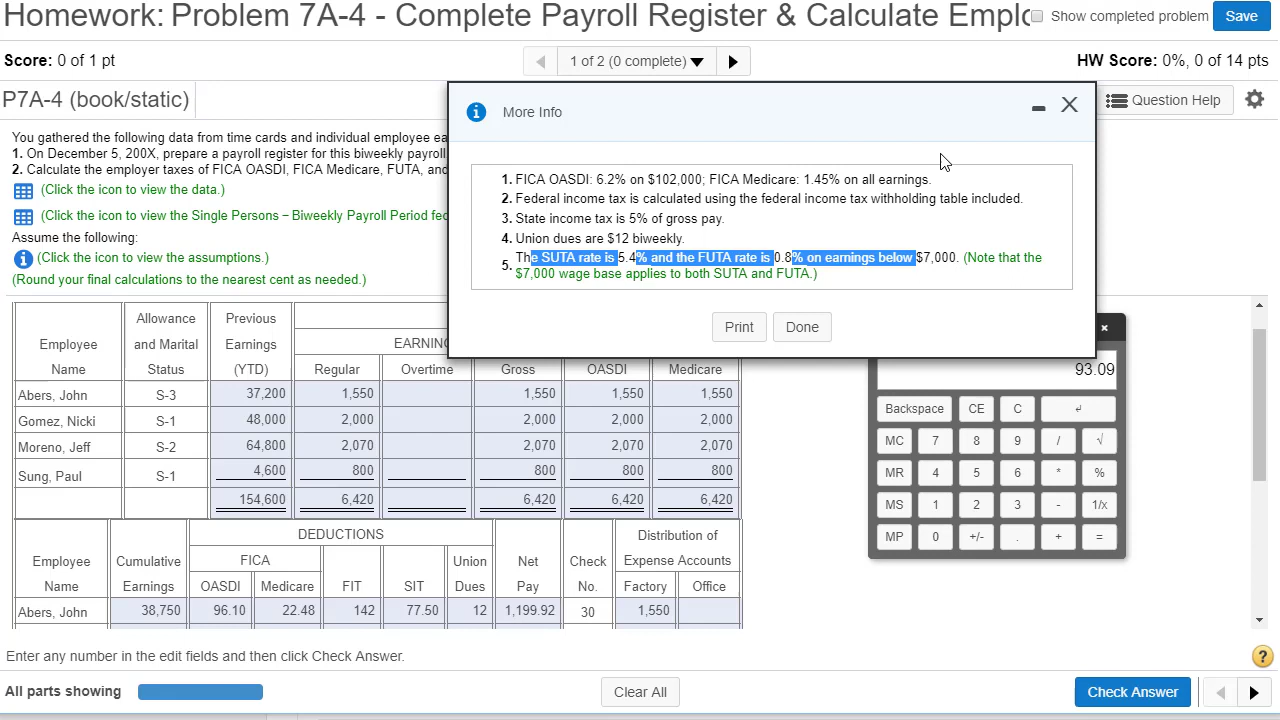 Homework: Problem 7A-4 - Complete Payroll Register & Calculate Emplo
Show completed problem
Save
Score: 0 of 1 pt
1 of 2 (0 complete)
HW Score: 0%, 0 of 14 pts
P7A-4 (book/static)
Question Help
You gathered the following data from time cards and individual employee ea
1. On December 5, 200X, prepare a payroll register for this biweekly payroll
2. Calculate the employer taxes of FICA OASDI, FICA Medicare, FUTA, and
(Click the icon to view the data.)
(Click the icon to view the Single Persons – Biweekly Payroll Period fed
Assume the following:
(Click the icon to view the assumptions.)
(Round your final calculations to the nearest cent as needed.)
More Info
1. FICA OASDI: 6.2% on $102,000; FICA Medicare: 1.45% on all earnings.
2. Federal income tax is calculated using the federal income tax withholding table included.
3. State income tax is 5% of gross pay.
4. Union dues are $12 biweekly.
5. The SUTA rate is 5.4% and the FUTA rate is 0.8% on earnings below $7,000. (Note that the
$7,000 wage base applies to both SUTA and FUTA.)
Print Done
Allowance Previous
Employee and Marital Earnings EARNING
Name Status (YTD) Regular Overtime Gross OASDI Medicare
Abers, John S-3 37,200 1,550 1,550 1,550 1,550
Gomez, Nicki S-1 48,000 2,000 2,000 2,000 2,000
Moreno, Jeff S-2 64,800 2,070 2,070 2,070 2,070
Sung, Paul S-1 4,600 800 800 800 800
154,600 6,420 6,420 6,420 6,420
DEDUCTIONS Distribution of
Employee Cumulative FICA Union Net Check Expense Accounts
Name Earnings OASDI Medicare FIT SIT Dues Pay No. Factory Office
Abers, John 38,750 96.10 22.48 142 77.50 12 1,199.92 30 1,550
×
93.09
Backspace CE C ↲
MC 7 8 9 / √
MR 4 5 6 * %
MS 1 2 3 - 1/x
MP 0 +/- . + =
Enter any number in the edit fields and then click Check Answer.
?
All parts showing
Clear All
Check Answer